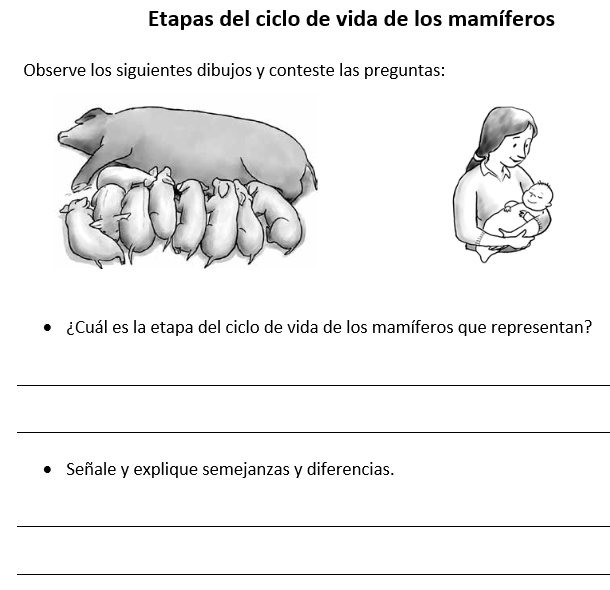 Etapas del ciclo de vida de los mamíferos
Observe los siguientes dibujos y conteste las preguntas:
• ¿Cuál es la etapa del ciclo de vida de los mamíferos que representan?
• Señale y explique semejanzas y diferencias.